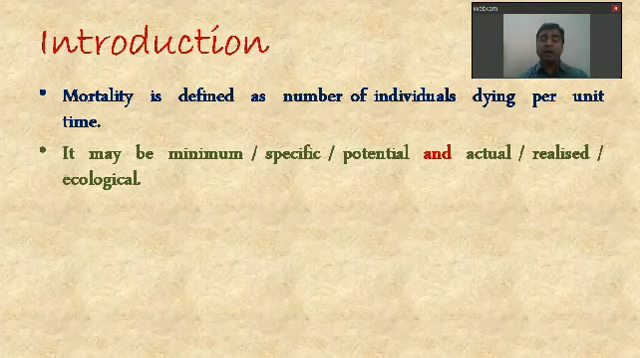 webcam
Introduction
• Mortality is defined as number of individuals dying per unit
time.
• It may be minimum / specific / potential and actual / realised /
ecological.